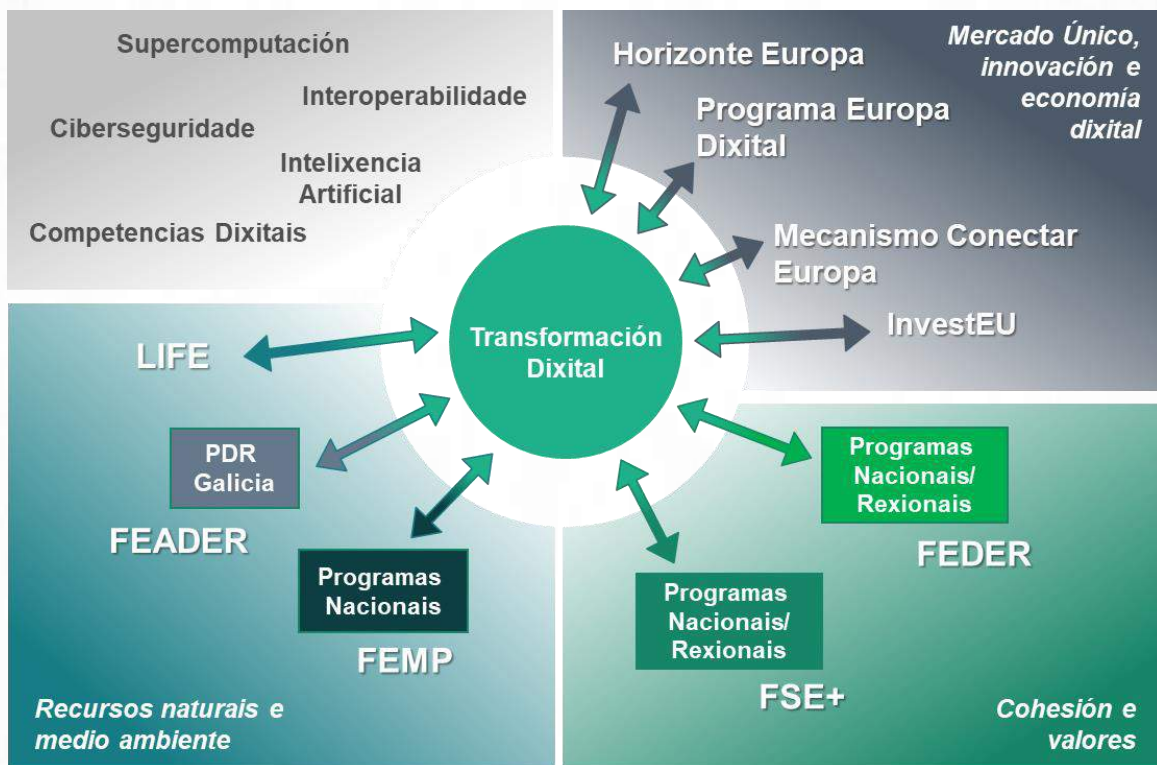 Supercomputación
Interoperabilidade
Ciberseguridade
Intelixencia
Artificial
Competencias Dixitais
Mercado Único,
innovación e
economía
dixital
Horizonte Europa
Programa Europa
Dixital
Mecanismo Conectar
Europa
InvestEU
Transformación
Dixital
LIFE
PDR
Galicia
FEADER
Programas
Nacionais
FEMP
Recursos naturais e
medio ambiente
Programas
Nacionais/
Rexionais
FEDER
Programas
Nacionais/
Rexionais
FSE+
Cohesión e
valores